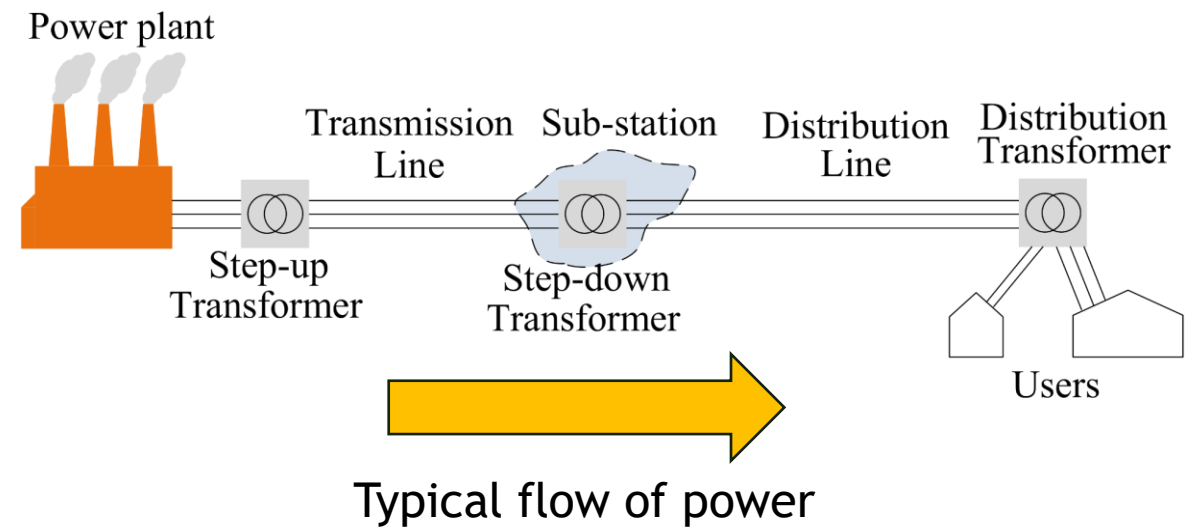 Power plant
Transmission
Line
Sub-station
Distribution
Line
Distribution
Transformer
Step-up
Transformer
Step-down
Transformer
Users
Typical flow of power